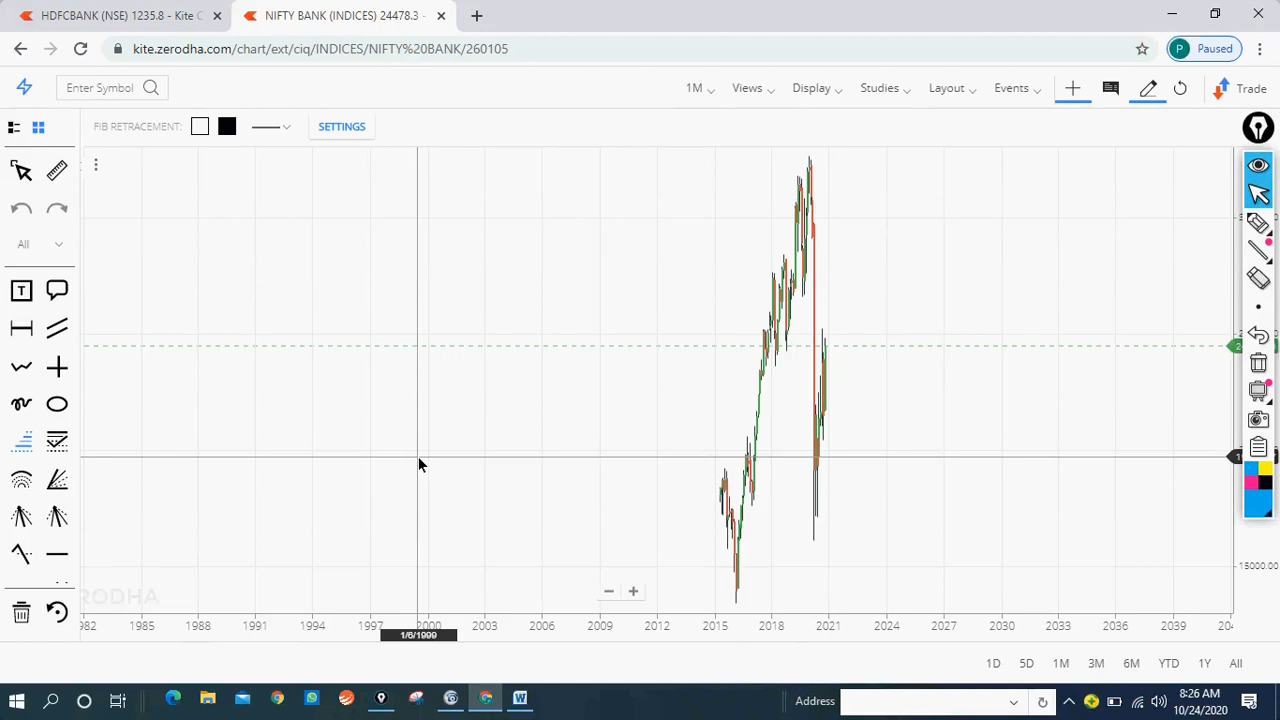 HDFCBANK (NSE) 1235.8 - Kite C
NIFTY BANK (INDICES) 24478.3 -
kite.zerodha.com/chart/ext/ciq/INDICES/NIFTY%20BANK/260105
P Paused
Enter Symbol
1M Views Display Studies Layout Events Trade
FIB RETRACEMENT: SETTINGS
All
T
15000.00
RODHA
1982 1985 1988 1991 1994 1997 2000 2003 2006 2009 2012 2015 2018 2021 2024 2027 2030 2033 2036 2039
1/6/1999
1D 5D 1M 3M 6M YTD 1Y All
Address
8:26 AM
10/24/2020